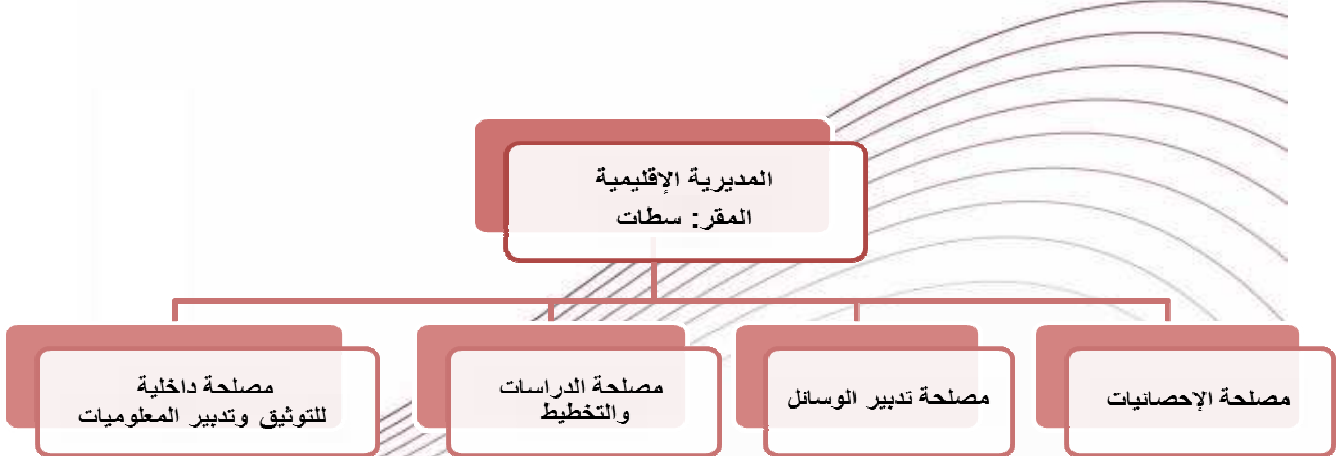 المديرية الإقليمية
المقر: سطات
مصلحة الإحصائيات
مصلحة تدبير الوسائل
مصلحة الدراسات
والتخطيط
مصلحة داخلية
للتوثيق وتدبير المعلوميات